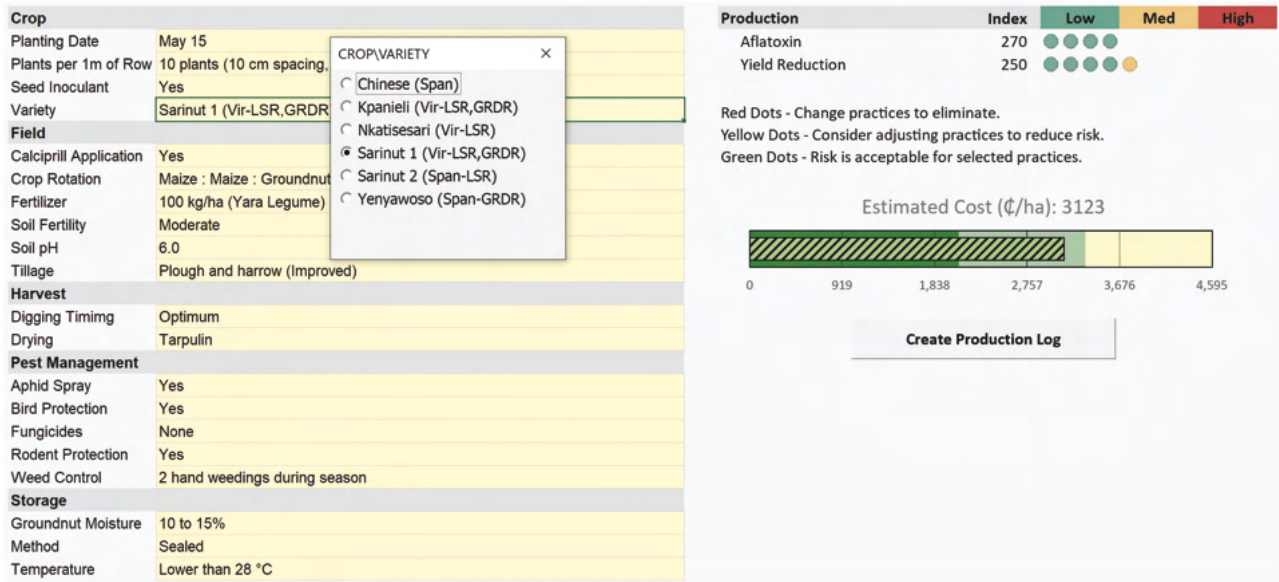 Crop
Planting Date May 15
Plants per 1m of Row 10 plants (10 cm spacing,
Seed Inoculant Yes
Variety Sarinut 1 (Vir-LSR,GRDR
Field
Calciprill Application Yes
Crop Rotation Maize : Maize : Groundnut
Fertilizer 100 kg/ha (Yara Legume)
Soil Fertility Moderate
Soil pH 6.0
Tillage Plough and harrow (Improved)
Harvest
Digging Timimg Optimum
Drying Tarpulin
Pest Management
Aphid Spray Yes
Bird Protection Yes
Fungicides None
Rodent Protection Yes
Weed Control 2 hand weedings during season
Storage
Groundnut Moisture 10 to 15%
Method Sealed
Temperature Lower than 28 °C
CROP\VARIETY ×
Chinese (Span)
Kpanieli (Vir-LSR,GRDR)
Nkatisesari (Vir-LSR)
Sarinut 1 (Vir-LSR,GRDR)
Sarinut 2 (Span-LSR)
Yenyawoso (Span-GRDR)
Production Index Low Med High
Aflatoxin 270
Yield Reduction 250
Red Dots - Change practices to eliminate.
Yellow Dots - Consider adjusting practices to reduce risk.
Green Dots - Risk is acceptable for selected practices.
Estimated Cost (₵/ha): 3123
0 919 1,838 2,757 3,676 4,595
Create Production Log